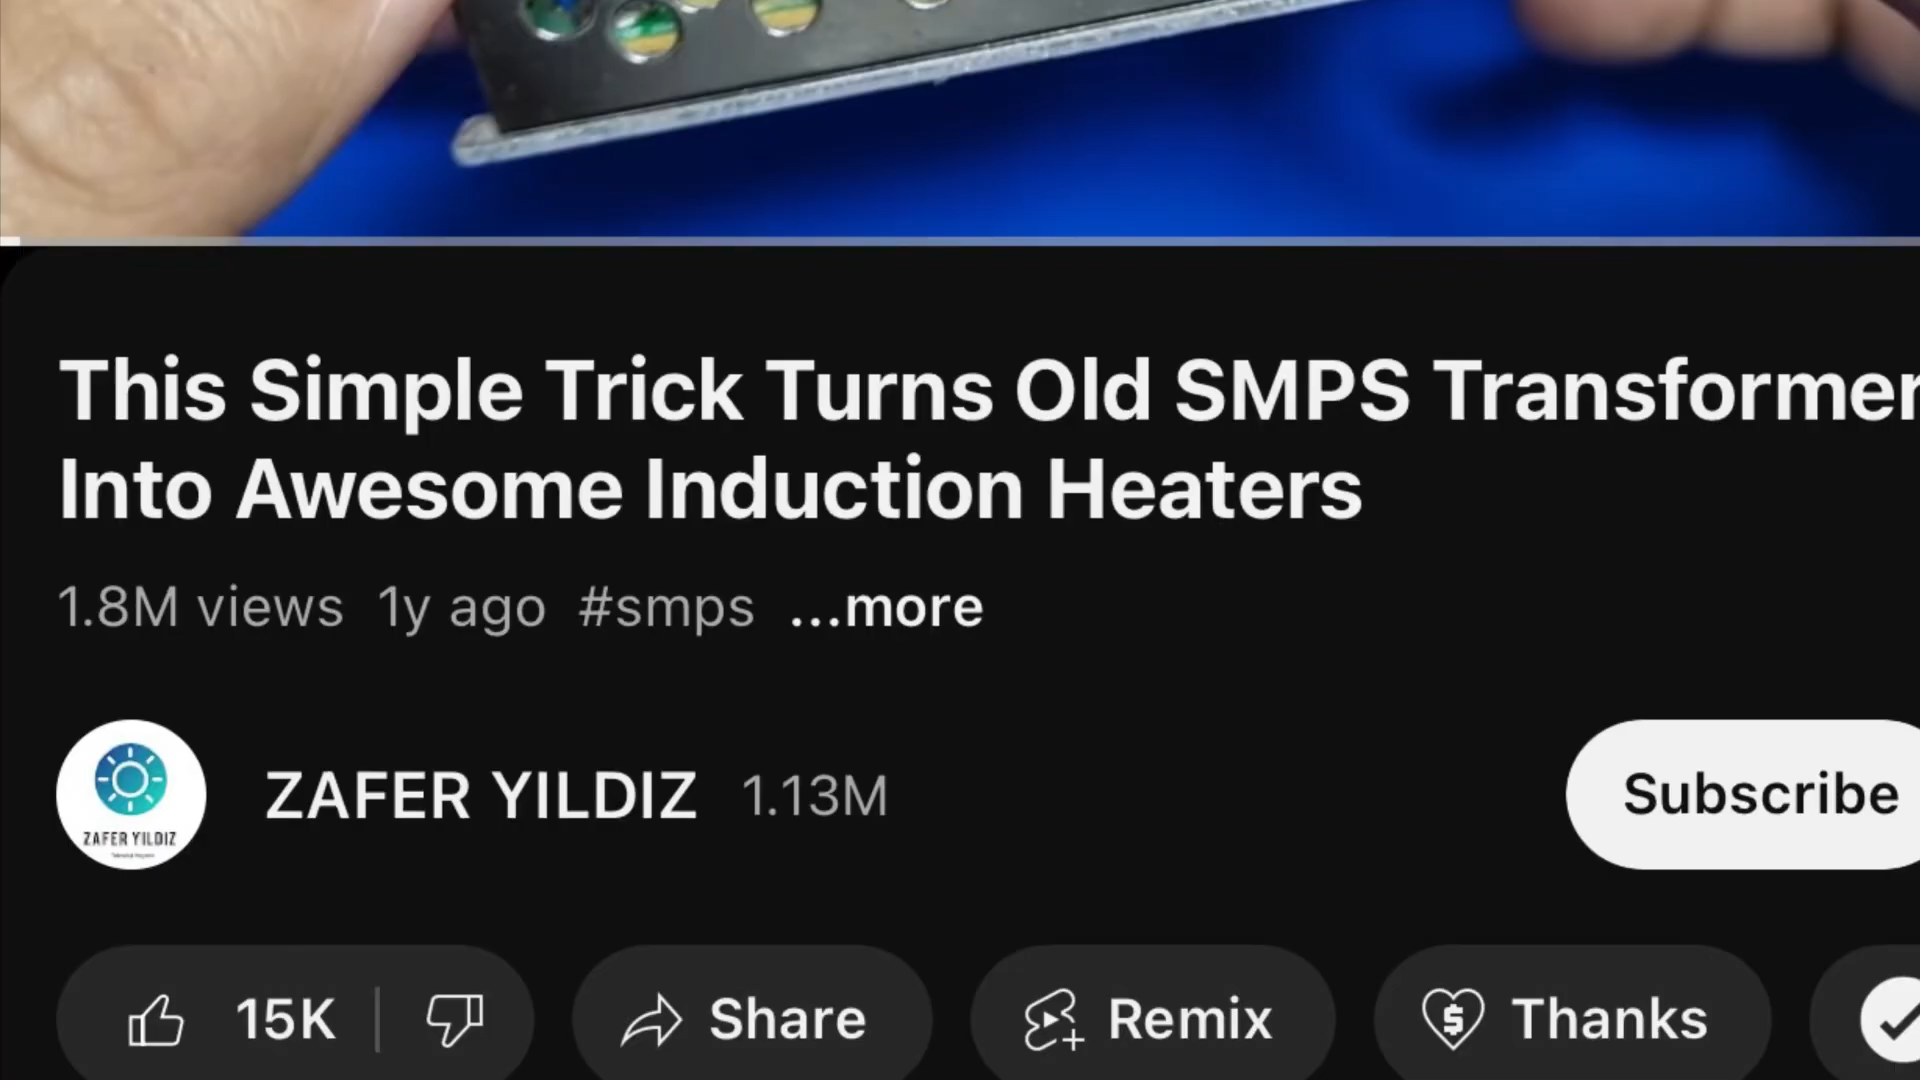 This Simple Trick Turns Old SMPS Transformer
Into Awesome Induction Heaters
1.8M views 1y ago #smps ...more
ZAFER YILDIZ
ZAFER YILDIZ 1.13M
Subscribe
15K
Share
Remix
Thanks